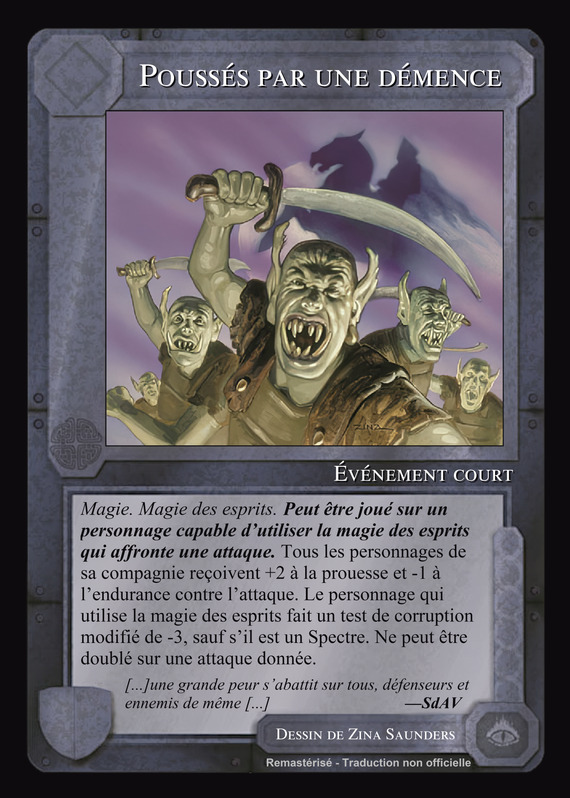 Poussés par une démence
ZINA
Événement court
Magie. Magie des esprits. Peut être joué sur un
personnage capable d'utiliser la magie des esprits
qui affronte une attaque. Tous les personnages de
sa compagnie reçoivent +2 à la prouesse et -1 à
l'endurance contre l'attaque. Le personnage qui
utilise la magie des esprits fait un test de corruption
modifié de -3, sauf s'il est un Spectre. Ne peut être
doublé sur une attaque donnée.
[...]une grande peur s'abattit sur tous, défenseurs et
ennemis de même [...] —SdAV
Dessin de Zina Saunders
Remastérisé - Traduction non officielle